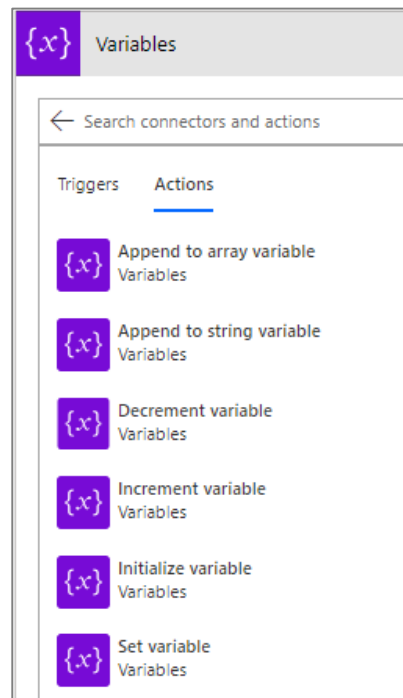 {x} Variables
Search connectors and actions
Triggers Actions
{x} Append to array variable
Variables
{x} Append to string variable
Variables
{x} Decrement variable
Variables
{x} Increment variable
Variables
{x} Initialize variable
Variables
{x} Set variable
Variables